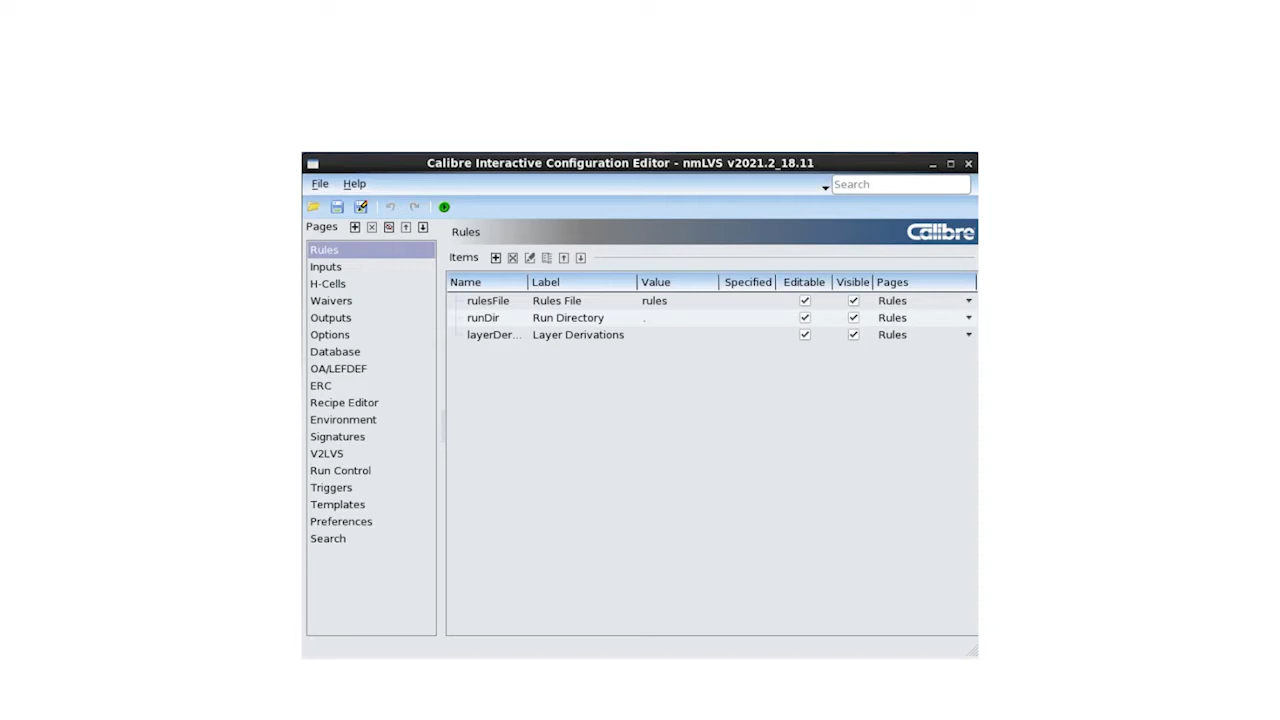 Calibre Interactive Configuration Editor - nmLVS v2021.2_18.11
File Help Search
Pages
Rules
Calibre
Items
Name Label Value Specified Editable Visible Pages
rulesFile Rules File rules Rules
runDir Run Directory . Rules
layerDer... Layer Derivations Rules
Rules
Inputs
H-Cells
Waivers
Outputs
Options
Database
OA/LEFDEF
ERC
Recipe Editor
Environment
Signatures
V2LVS
Run Control
Triggers
Templates
Preferences
Search